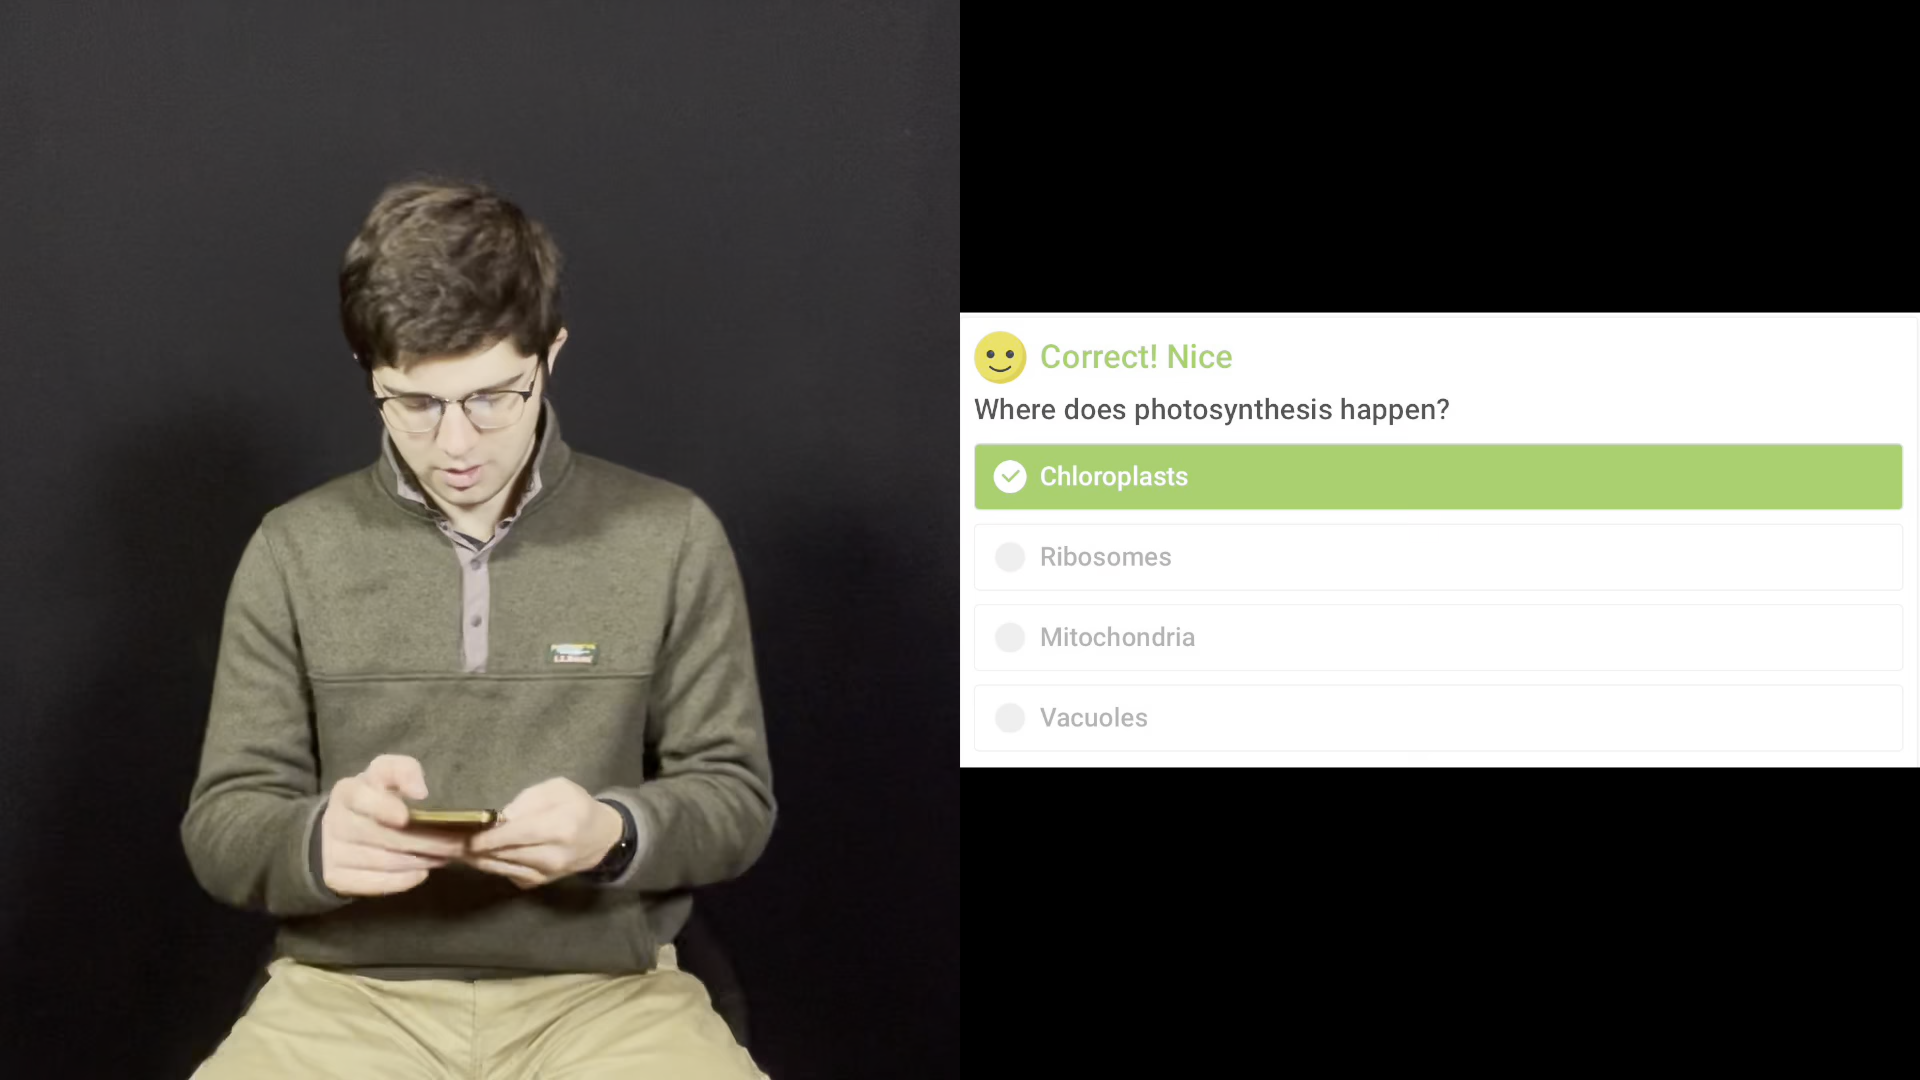 Correct! Nice
Where does photosynthesis happen?
Chloroplasts
Ribosomes
Mitochondria
Vacuoles